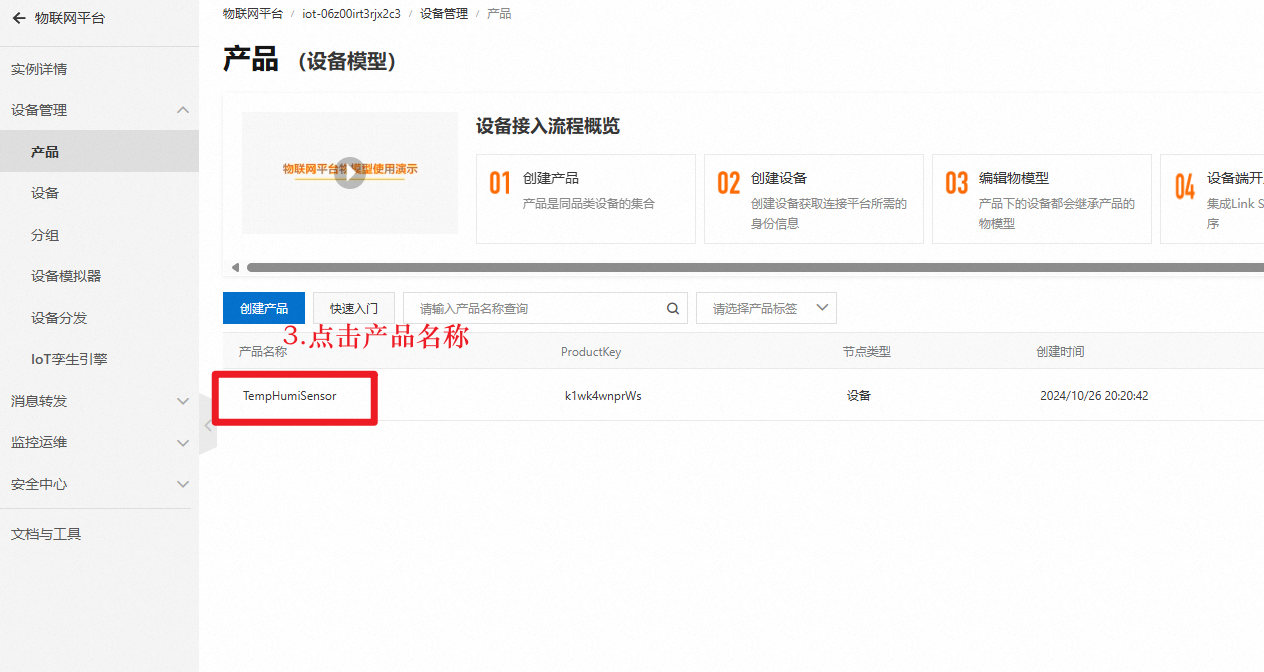 物联网平台
实例详情
设备管理
产品
设备
分组
设备模拟器
设备分发
IoT孪生引擎
消息转发
监控运维
安全中心
文档与工具
物联网平台 / iot-06z00irt3rjx2c3 / 设备管理 / 产品
产品 （设备模型）
物联网平台物模型使用演示
设备接入流程概览
01 创建产品
产品是同品类设备的集合
02 创建设备
创建设备获取连接平台所需的
身份信息
03 编辑物模型
产品下的设备都会继承产品的
物模型
04 设备端开
集成Link S
序
创建产品 快速入门 请输入产品名称查询 请选择产品标签
3.点击产品名称
产品名称 ProductKey 节点类型 创建时间
TempHumiSensor k1wk4wnprWs 设备 2024/10/26 20:20:42